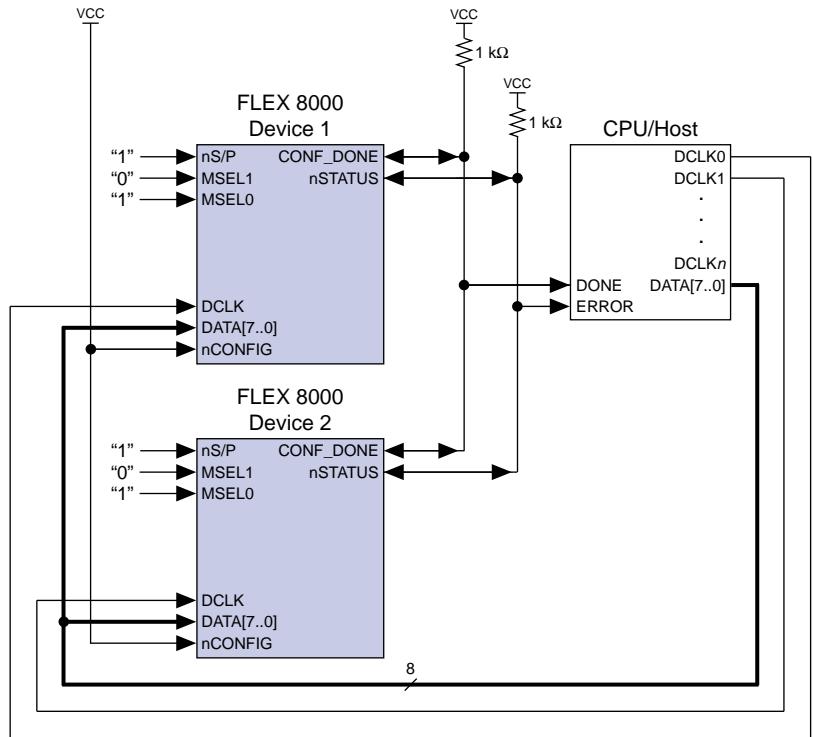 VCC
VCC
1 kΩ
VCC
1 kΩ
FLEX 8000
Device 1
“1”
nS/P
CONF_DONE
“0”
MSEL1
nSTATUS
“1”
MSEL0
DCLK
DATA[7..0]
nCONFIG
CPU/Host
DCLK0
DCLK1
.
.
.
DCLKn
DONE
DATA[7..0]
ERROR
FLEX 8000
Device 2
“1”
nS/P
CONF_DONE
“0”
MSEL1
nSTATUS
“1”
MSEL0
DCLK
DATA[7..0]
nCONFIG
8